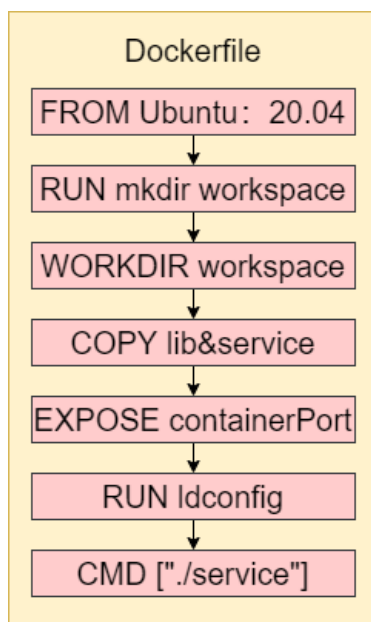 Dockerfile
FROM Ubuntu：20.04
RUN mkdir workspace
WORKDIR workspace
COPY lib&service
EXPOSE containerPort
RUN ldconfig
CMD ["./service"]